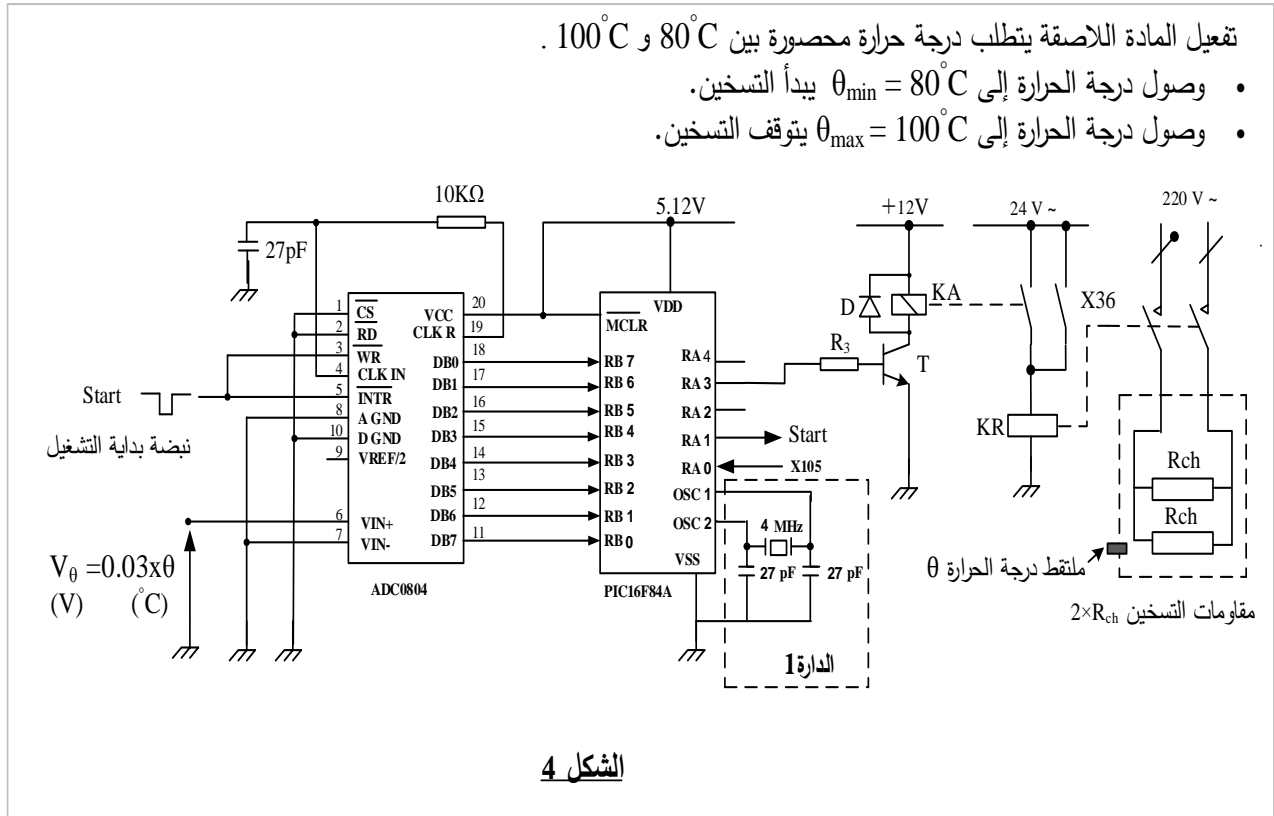 تفعيل المادة اللاصقة يتطلب درجة حرارة محصورة بين 80°C و 100°C .
• وصول درجة الحرارة إلى θmin = 80°C يبدأ التسخين.
• وصول درجة الحرارة إلى θmax = 100°C يتوقف التسخين.
10KΩ
27pF
5.12V
+12V
24 V ~
220 V ~
1 CS
2 RD
3 WR
4 CLK IN
5 INTR
8 A GND
10 D GND
9 VREF/2
6 VIN+
7 VIN-
VCC 20
CLK R 19
DB0 18
DB1 17
DB2 16
DB3 15
DB4 14
DB5 13
DB6 12
DB7 11
ADC0804
Start
نبضة بداية التشغيل
Vθ =0.03xθ
(V) (°C)
VDD
MCLR
RB 7
RB 6
RB 5
RB 4
RB 3
RB 2
RB 1
RB 0
RA 4
RA 3
RA 2
RA 1
RA 0
OSC 1
OSC 2
VSS
PIC16F84A
Start
X105
4 MHz
27 pF
27 pF
الدارة1
R3
D
KA
T
X36
KR
Rch
Rch
ملتقط درجة الحرارة θ
مقاومات التسخين 2×Rch
الشكل 4